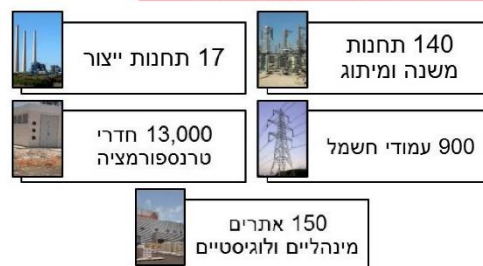 140 תחנות
משנה ומיתוג
17 תחנות ייצור
900 עמודי חשמל
13,000 חדרי
טרנספורמציה
150 אתרים
מינהליים ולוגיסטיים